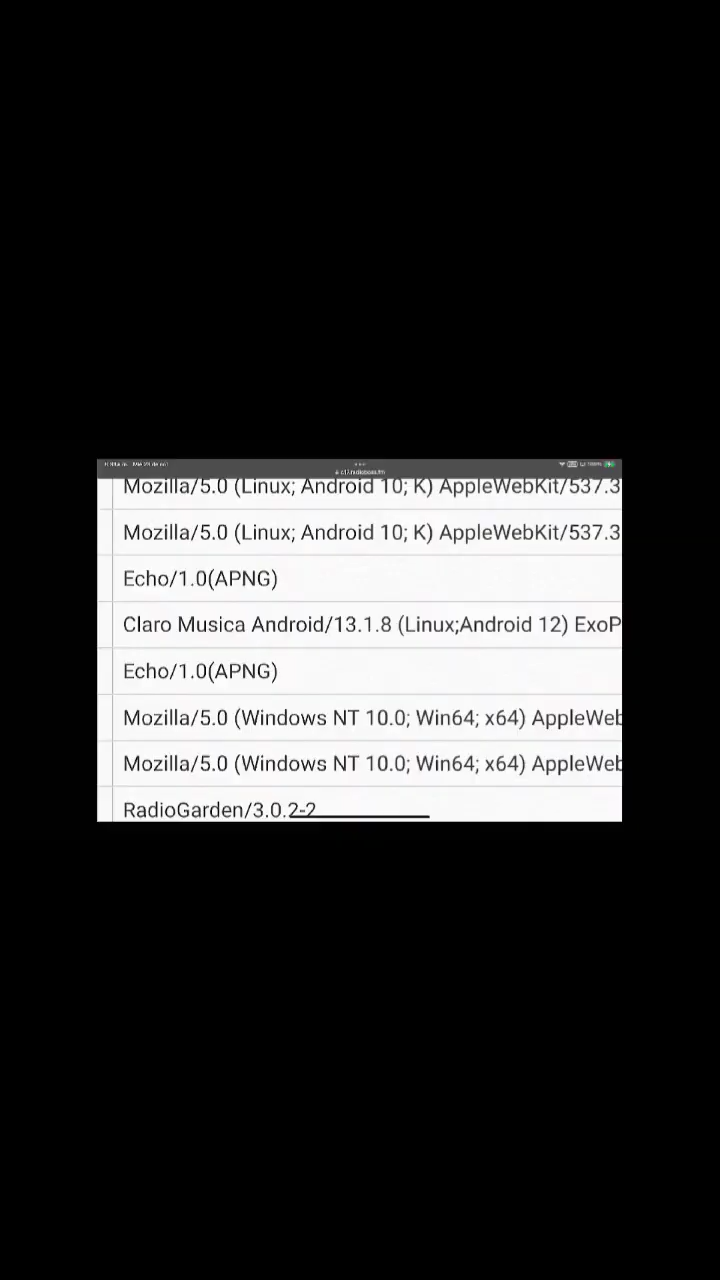 Mozilla/5.0 (Linux; Android 10; K) AppleWebKit/537.3
Mozilla/5.0 (Linux; Android 10; K) AppleWebKit/537.3
Echo/1.0(APNG)
Claro Musica Android/13.1.8 (Linux;Android 12) ExoP
Echo/1.0(APNG)
Mozilla/5.0 (Windows NT 10.0; Win64; x64) AppleWeb
Mozilla/5.0 (Windows NT 10.0; Win64; x64) AppleWeb
RadioGarden/3.0.2-2